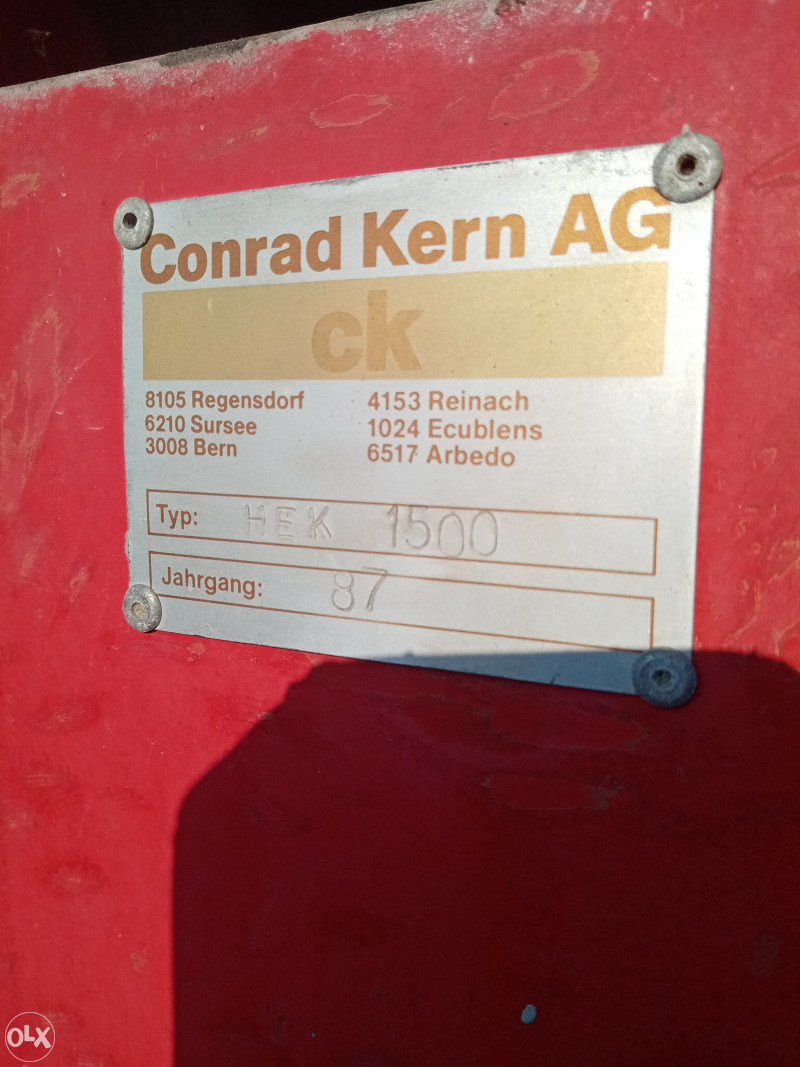 Conrad Kern AG
ck
8105 Regensdorf
6210 Sursee
3008 Bern
4153 Reinach
1024 Ecublens
6517 Arbedo
Typ: HEK 1500
Jahrgang: 87
OLX